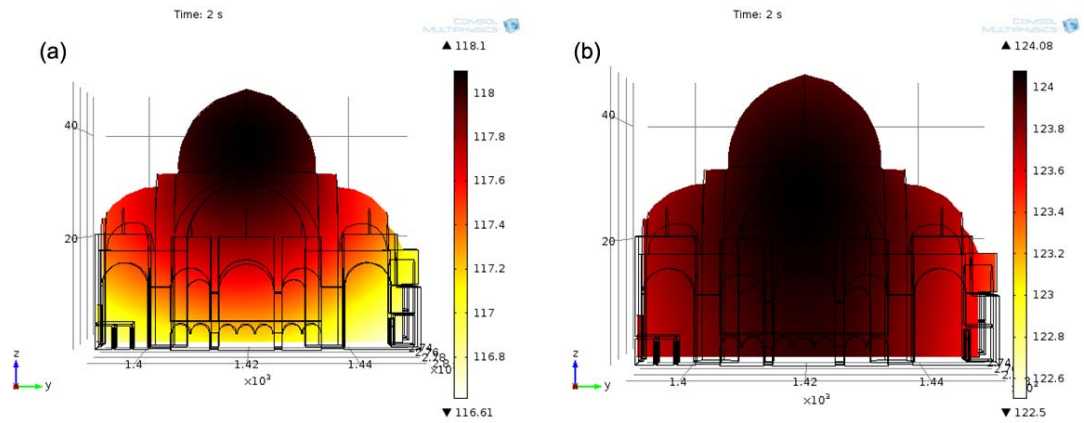 Time: 2 s
COMSOL
MULTIPHYSICS
(a)
▲ 118.1
118
117.8
117.6
117.4
117.2
117
116.8
▼ 116.61
40
20
1.4
1.42
1.44
×10³
z
y
Time: 2 s
COMSOL
MULTIPHYSICS
(b)
▲ 124.08
124
123.8
123.6
123.4
123.2
123
122.8
122.6
▼ 122.5
40
20
1.4
1.42
1.44
×10³
z
y